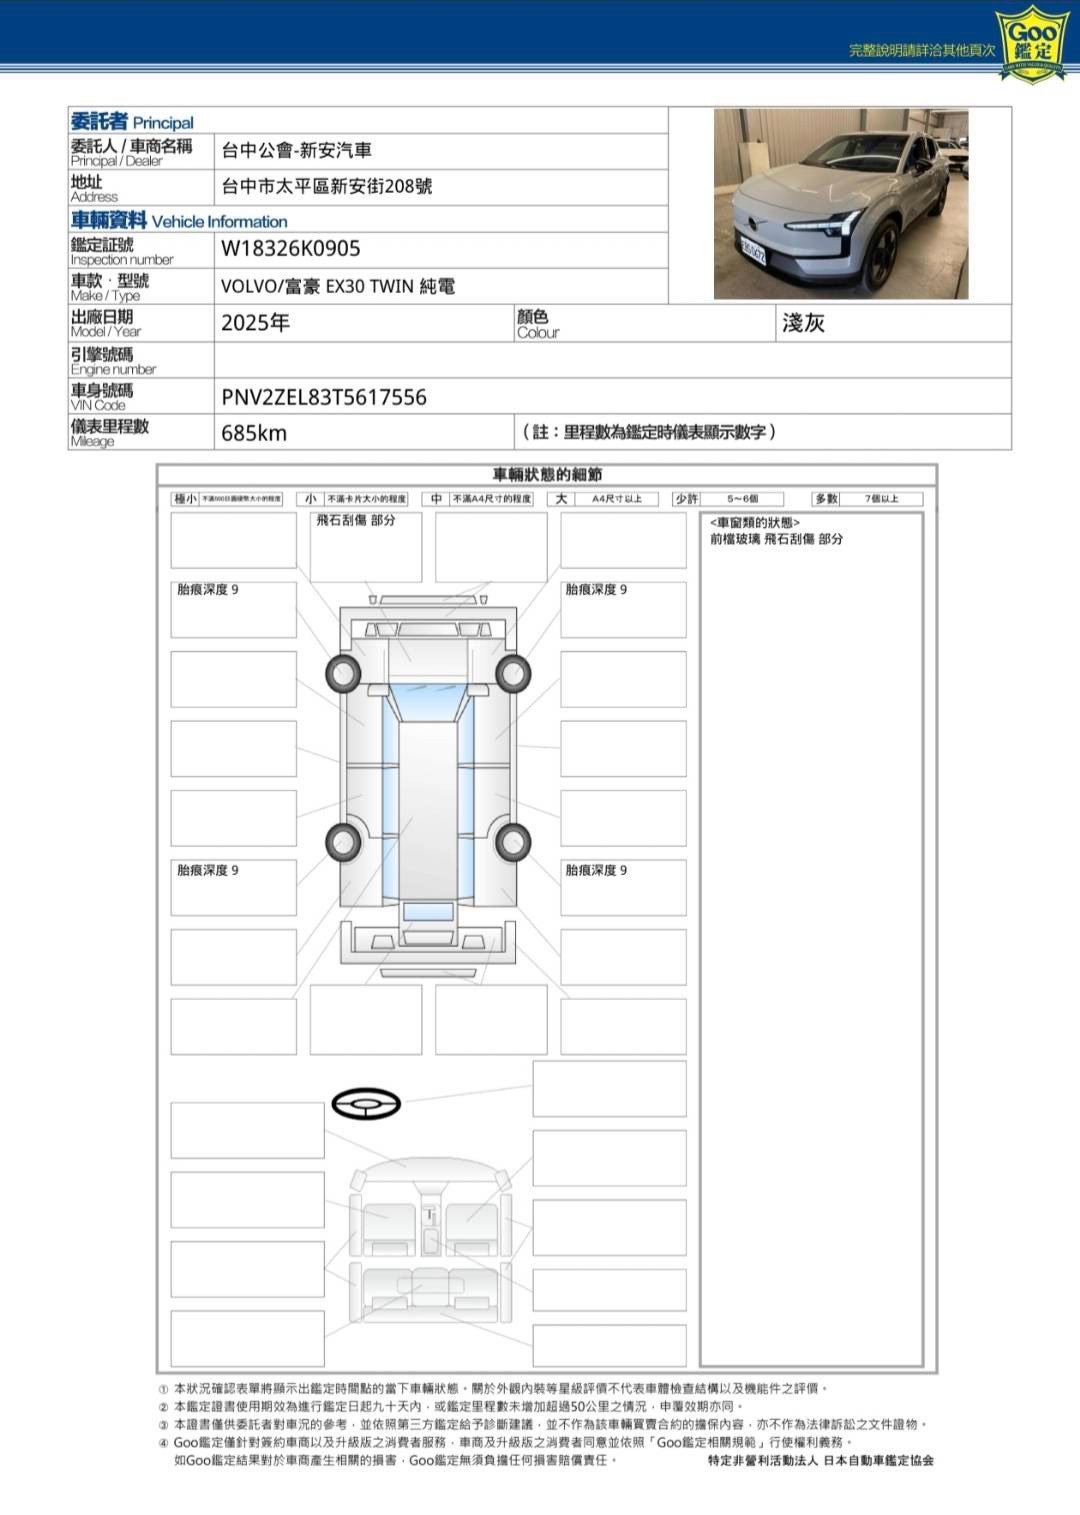 完整說明請詳洽其他頁次
Goo
鑑定
委託者 Principal
委託人 / 車商名稱
Principal / Dealer
台中公會-新安汽車
地址
Address
台中市太平區新安街208號
車輛資料 Vehicle Information
鑑定証號
Inspection number
W18326K0905
車款‧型號
Make / Type
VOLVO/富豪 EX30 TWIN 純電
出廠日期
Model / Year
2025年
顏色
Colour
淺灰
引擎號碼
Engine number
車身號碼
VIN Code
PNV2ZEL83T5617556
儀表里程數
Mileage
685km
（註：里程數為鑑定時儀表顯示數字）
車輛狀態的細節
極小 不滿500日圓硬幣大小的程度 小 不滿卡片大小的程度 中 不滿A4尺寸的程度 大 A4尺寸以上 少許 5～6個 多數 7個以上
飛石刮傷 部分
<車窗類的狀態>
前檔玻璃 飛石刮傷 部分
胎痕深度 9
胎痕深度 9
胎痕深度 9
胎痕深度 9
① 本狀況確認表單將顯示出鑑定時間點的當下車輛狀態。關於外觀內裝等星級評價不代表車體檢查結構以及機能件之評價。
② 本鑑定證書使用期效為進行鑑定日起九十天內，或鑑定里程數未增加超過50公里之情況，申覆效期亦同。
③ 本證書僅供委託者對車況的參考，並依照第三方鑑定給予診斷建議，並不作為該車輛買賣合約的擔保內容，亦不作為法律訴訟之文件證物。
④ Goo鑑定僅針對簽約車商以及升級版之消費者服務，車商及升級版之消費者同意並依照「Goo鑑定相關規範」行使權利義務。
如Goo鑑定結果對於車商產生相關的損害，Goo鑑定無須負擔任何損害賠償責任。
特定非營利活動法人 日本自動車鑑定協会